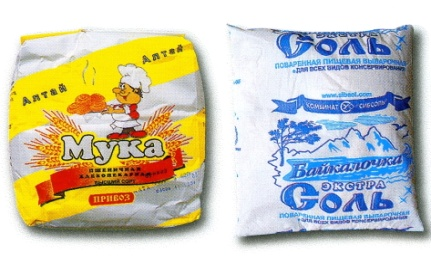 Алтай
Алтай
Мука
ПШЕНИЧНАЯ
ХЛЕБОПЕКАРНАЯ
ВЫСШИЙ СОРТ
ПРИВОЗ
ЭКСТРА
Соль
ПОВАРЕННАЯ ПИЩЕВАЯ ВЫВАРОЧНАЯ
ДЛЯ ВСЕХ ВИДОВ КОНСЕРВИРОВАНИЯ
www.sibsol.com
КОМБИНАТ СИБСОЛЬ
Байкалочка
ЭКСТРА
Соль
ПОВАРЕННАЯ ПИЩЕВАЯ ВЫВАРОЧНАЯ
ДЛЯ ВСЕХ ВИДОВ КОНСЕРВИРОВАНИЯ